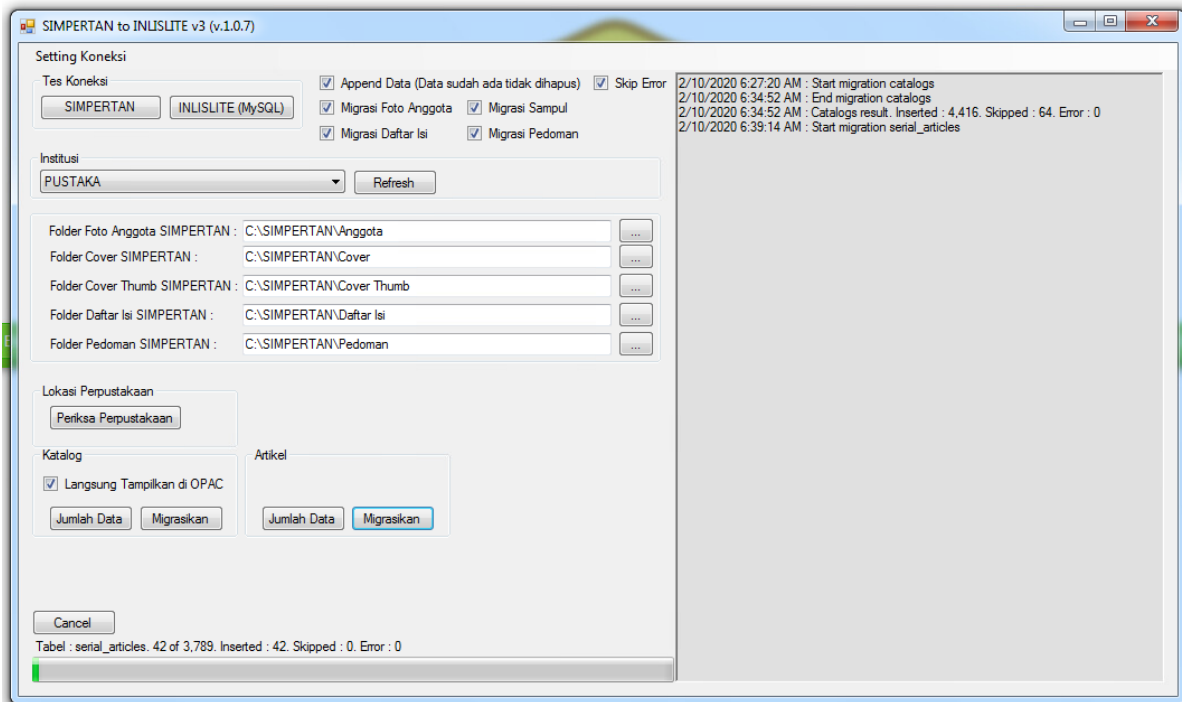 SIMPERTAN to INLISLITE v3 (v.1.0.7)
Setting Koneksi
Tes Koneksi
SIMPERTAN INLISLITE (MySQL)
Append Data (Data sudah ada tidak dihapus) Skip Error
Migrasi Foto Anggota Migrasi Sampul
Migrasi Daftar Isi Migrasi Pedoman
Institusi
PUSTAKA Refresh
Folder Foto Anggota SIMPERTAN : C:\SIMPERTAN\Anggota ...
Folder Cover SIMPERTAN : C:\SIMPERTAN\Cover ...
Folder Cover Thumb SIMPERTAN : C:\SIMPERTAN\Cover Thumb ...
Folder Daftar Isi SIMPERTAN : C:\SIMPERTAN\Daftar Isi ...
Folder Pedoman SIMPERTAN : C:\SIMPERTAN\Pedoman ...
Lokasi Perpustakaan
Periksa Perpustakaan
Katalog
Langsung Tampilkan di OPAC
Jumlah Data Migrasikan
Artikel
Jumlah Data Migrasikan
Cancel
Tabel : serial_articles. 42 of 3,789. Inserted : 42. Skipped : 0. Error : 0
2/10/2020 6:27:20 AM : Start migration catalogs
2/10/2020 6:34:52 AM : End migration catalogs
2/10/2020 6:34:52 AM : Catalogs result. Inserted : 4,416. Skipped : 64. Error : 0
2/10/2020 6:39:14 AM : Start migration serial_articles